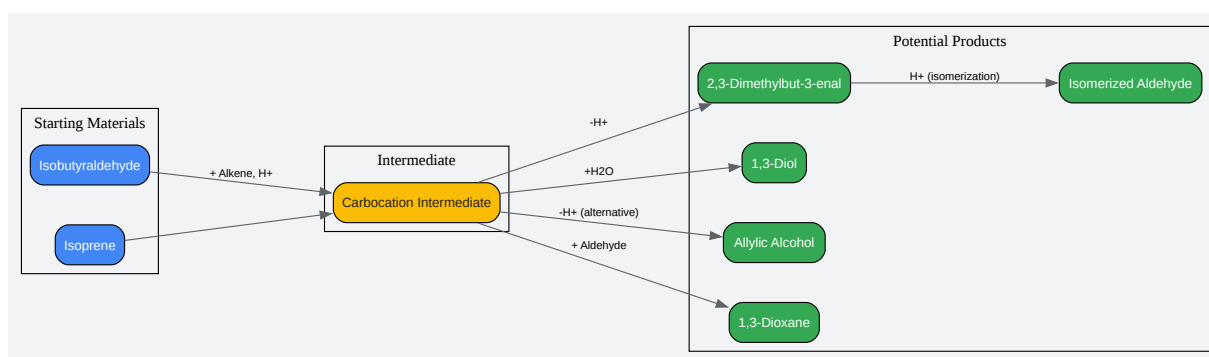 Starting Materials
Isobutyraldehyde
Isoprene
+ Alkene, H+
Intermediate
Carbocation Intermediate
-H+
+H2O
-H+ (alternative)
+ Aldehyde
Potential Products
2,3-Dimethylbut-3-enal
H+ (isomerization)
Isomerized Aldehyde
1,3-Diol
Allylic Alcohol
1,3-Dioxane